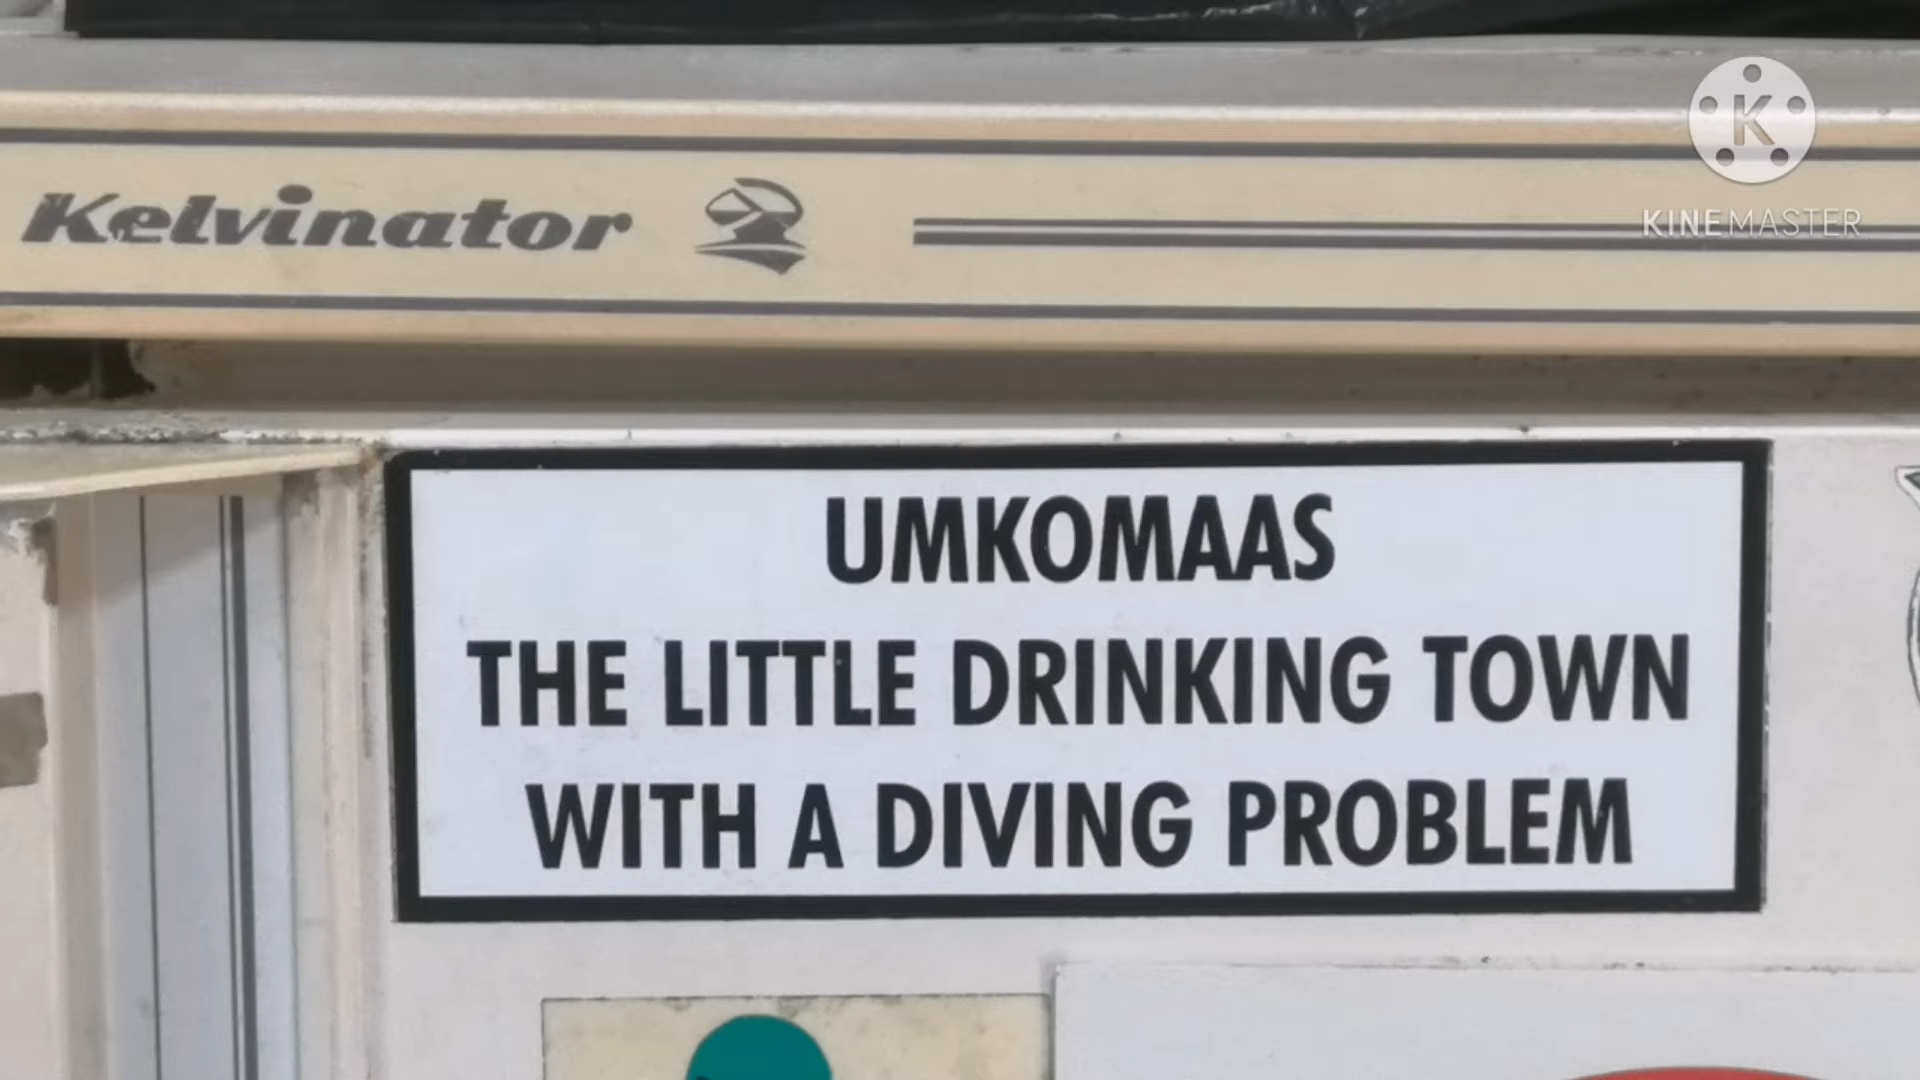 K
KINEMASTER
Kelvinator
UMKOMAAS
THE LITTLE DRINKING TOWN
WITH A DIVING PROBLEM